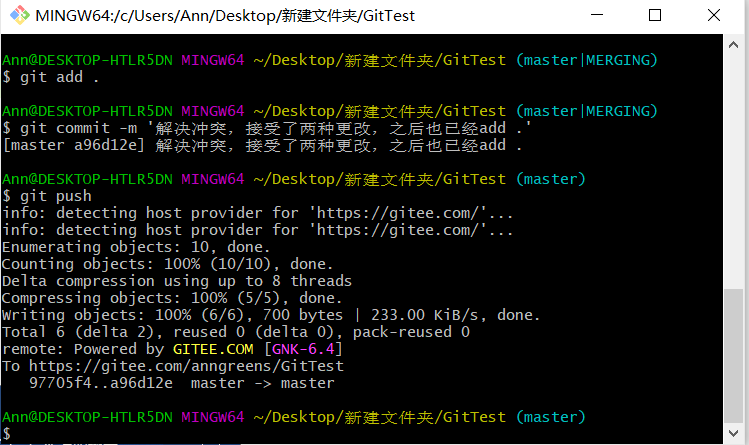 MINGW64:/c/Users/Ann/Desktop/新建文件夹/GitTest
Ann@DESKTOP-HTLR5DN MINGW64 ~/Desktop/新建文件夹/GitTest (master|MERGING)
$ git add .
Ann@DESKTOP-HTLR5DN MINGW64 ~/Desktop/新建文件夹/GitTest (master|MERGING)
$ git commit -m '解决冲突，接受了两种更改，之后也已经add .'
[master a96d12e] 解决冲突，接受了两种更改，之后也已经add .
Ann@DESKTOP-HTLR5DN MINGW64 ~/Desktop/新建文件夹/GitTest (master)
$ git push
info: detecting host provider for 'https://gitee.com/'...
info: detecting host provider for 'https://gitee.com/'...
Enumerating objects: 10, done.
Counting objects: 100% (10/10), done.
Delta compression using up to 8 threads
Compressing objects: 100% (5/5), done.
Writing objects: 100% (6/6), 700 bytes | 233.00 KiB/s, done.
Total 6 (delta 2), reused 0 (delta 0), pack-reused 0
remote: Powered by GITEE.COM [GNK-6.4]
To https://gitee.com/anngreens/GitTest
   97705f4..a96d12e  master -> master
Ann@DESKTOP-HTLR5DN MINGW64 ~/Desktop/新建文件夹/GitTest (master)
$